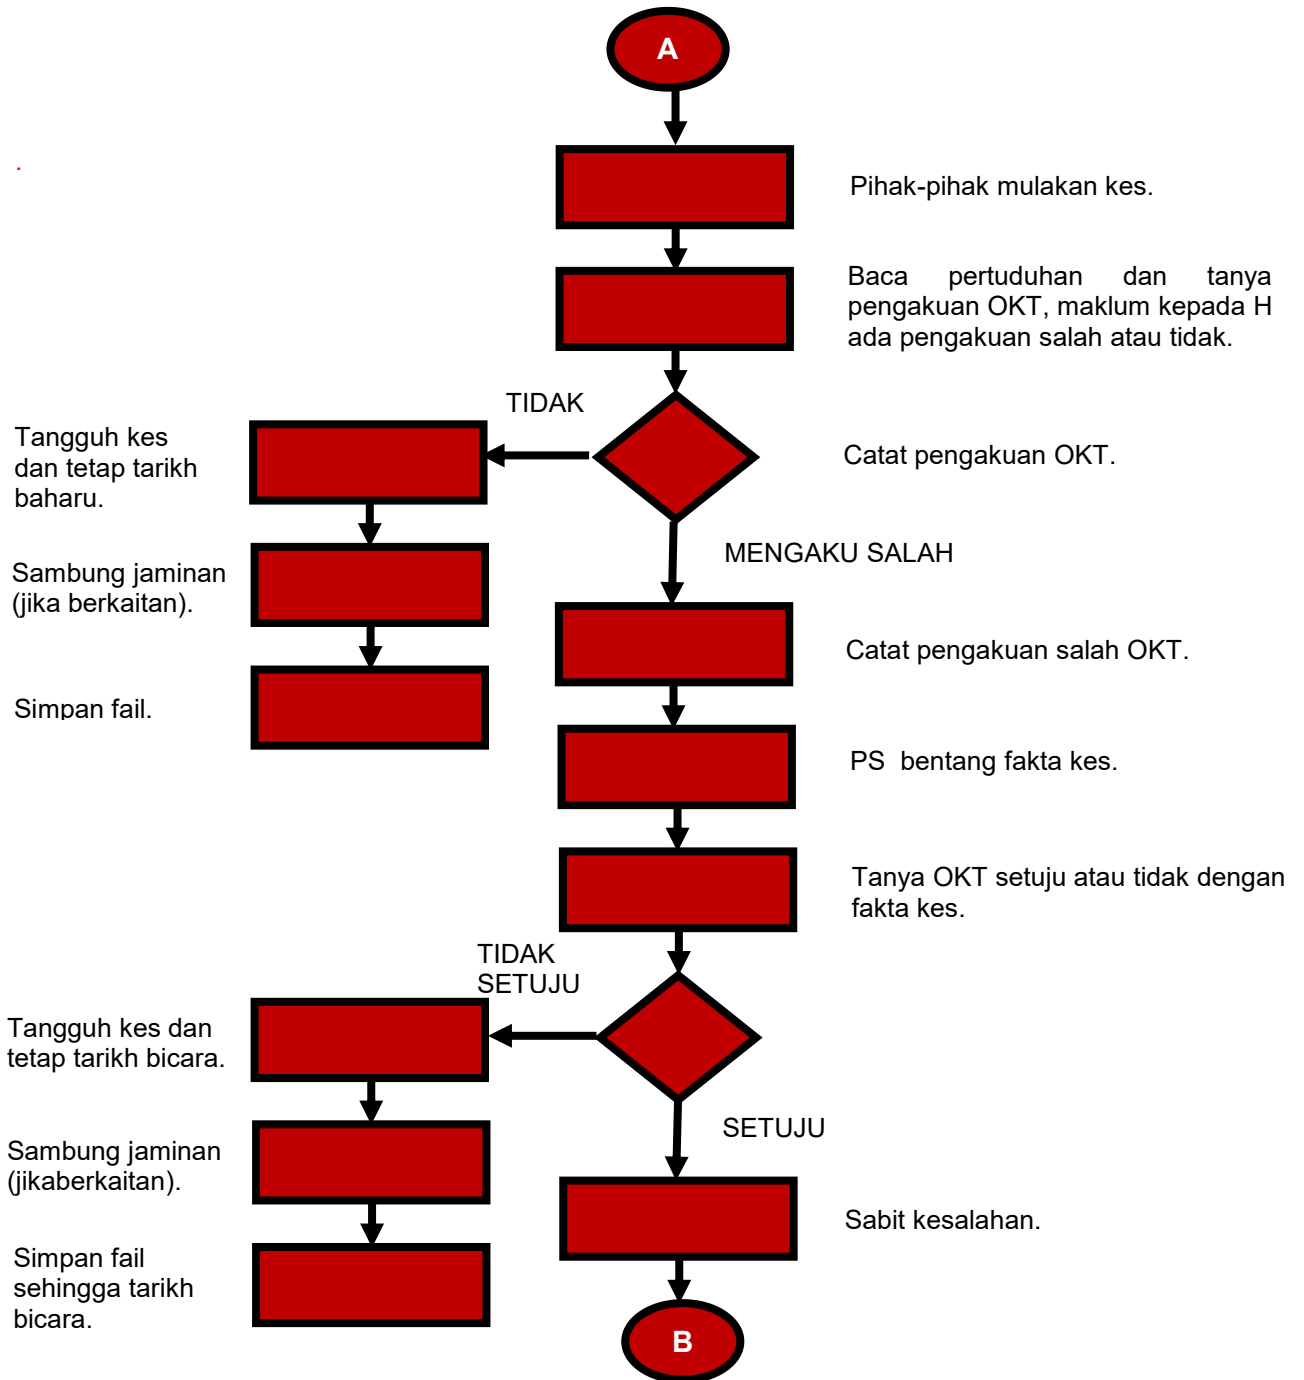 A
Pihak-pihak mulakan kes.
Baca pertuduhan dan tanya
pengakuan OKT, maklum kepada H
ada pengakuan salah atau tidak.
TIDAK
Tangguh kes
dan tetap tarikh
baharu.
Catat pengakuan OKT.
MENGAKU SALAH
Sambung jaminan
(jika berkaitan).
Catat pengakuan salah OKT.
Simpan fail.
PS bentang fakta kes.
Tanya OKT setuju atau tidak dengan
fakta kes.
TIDAK
SETUJU
Tangguh kes dan
tetap tarikh bicara.
SETUJU
Sambung jaminan
(jikaberkaitan).
Sabit kesalahan.
Simpan fail
sehingga tarikh
bicara.
B